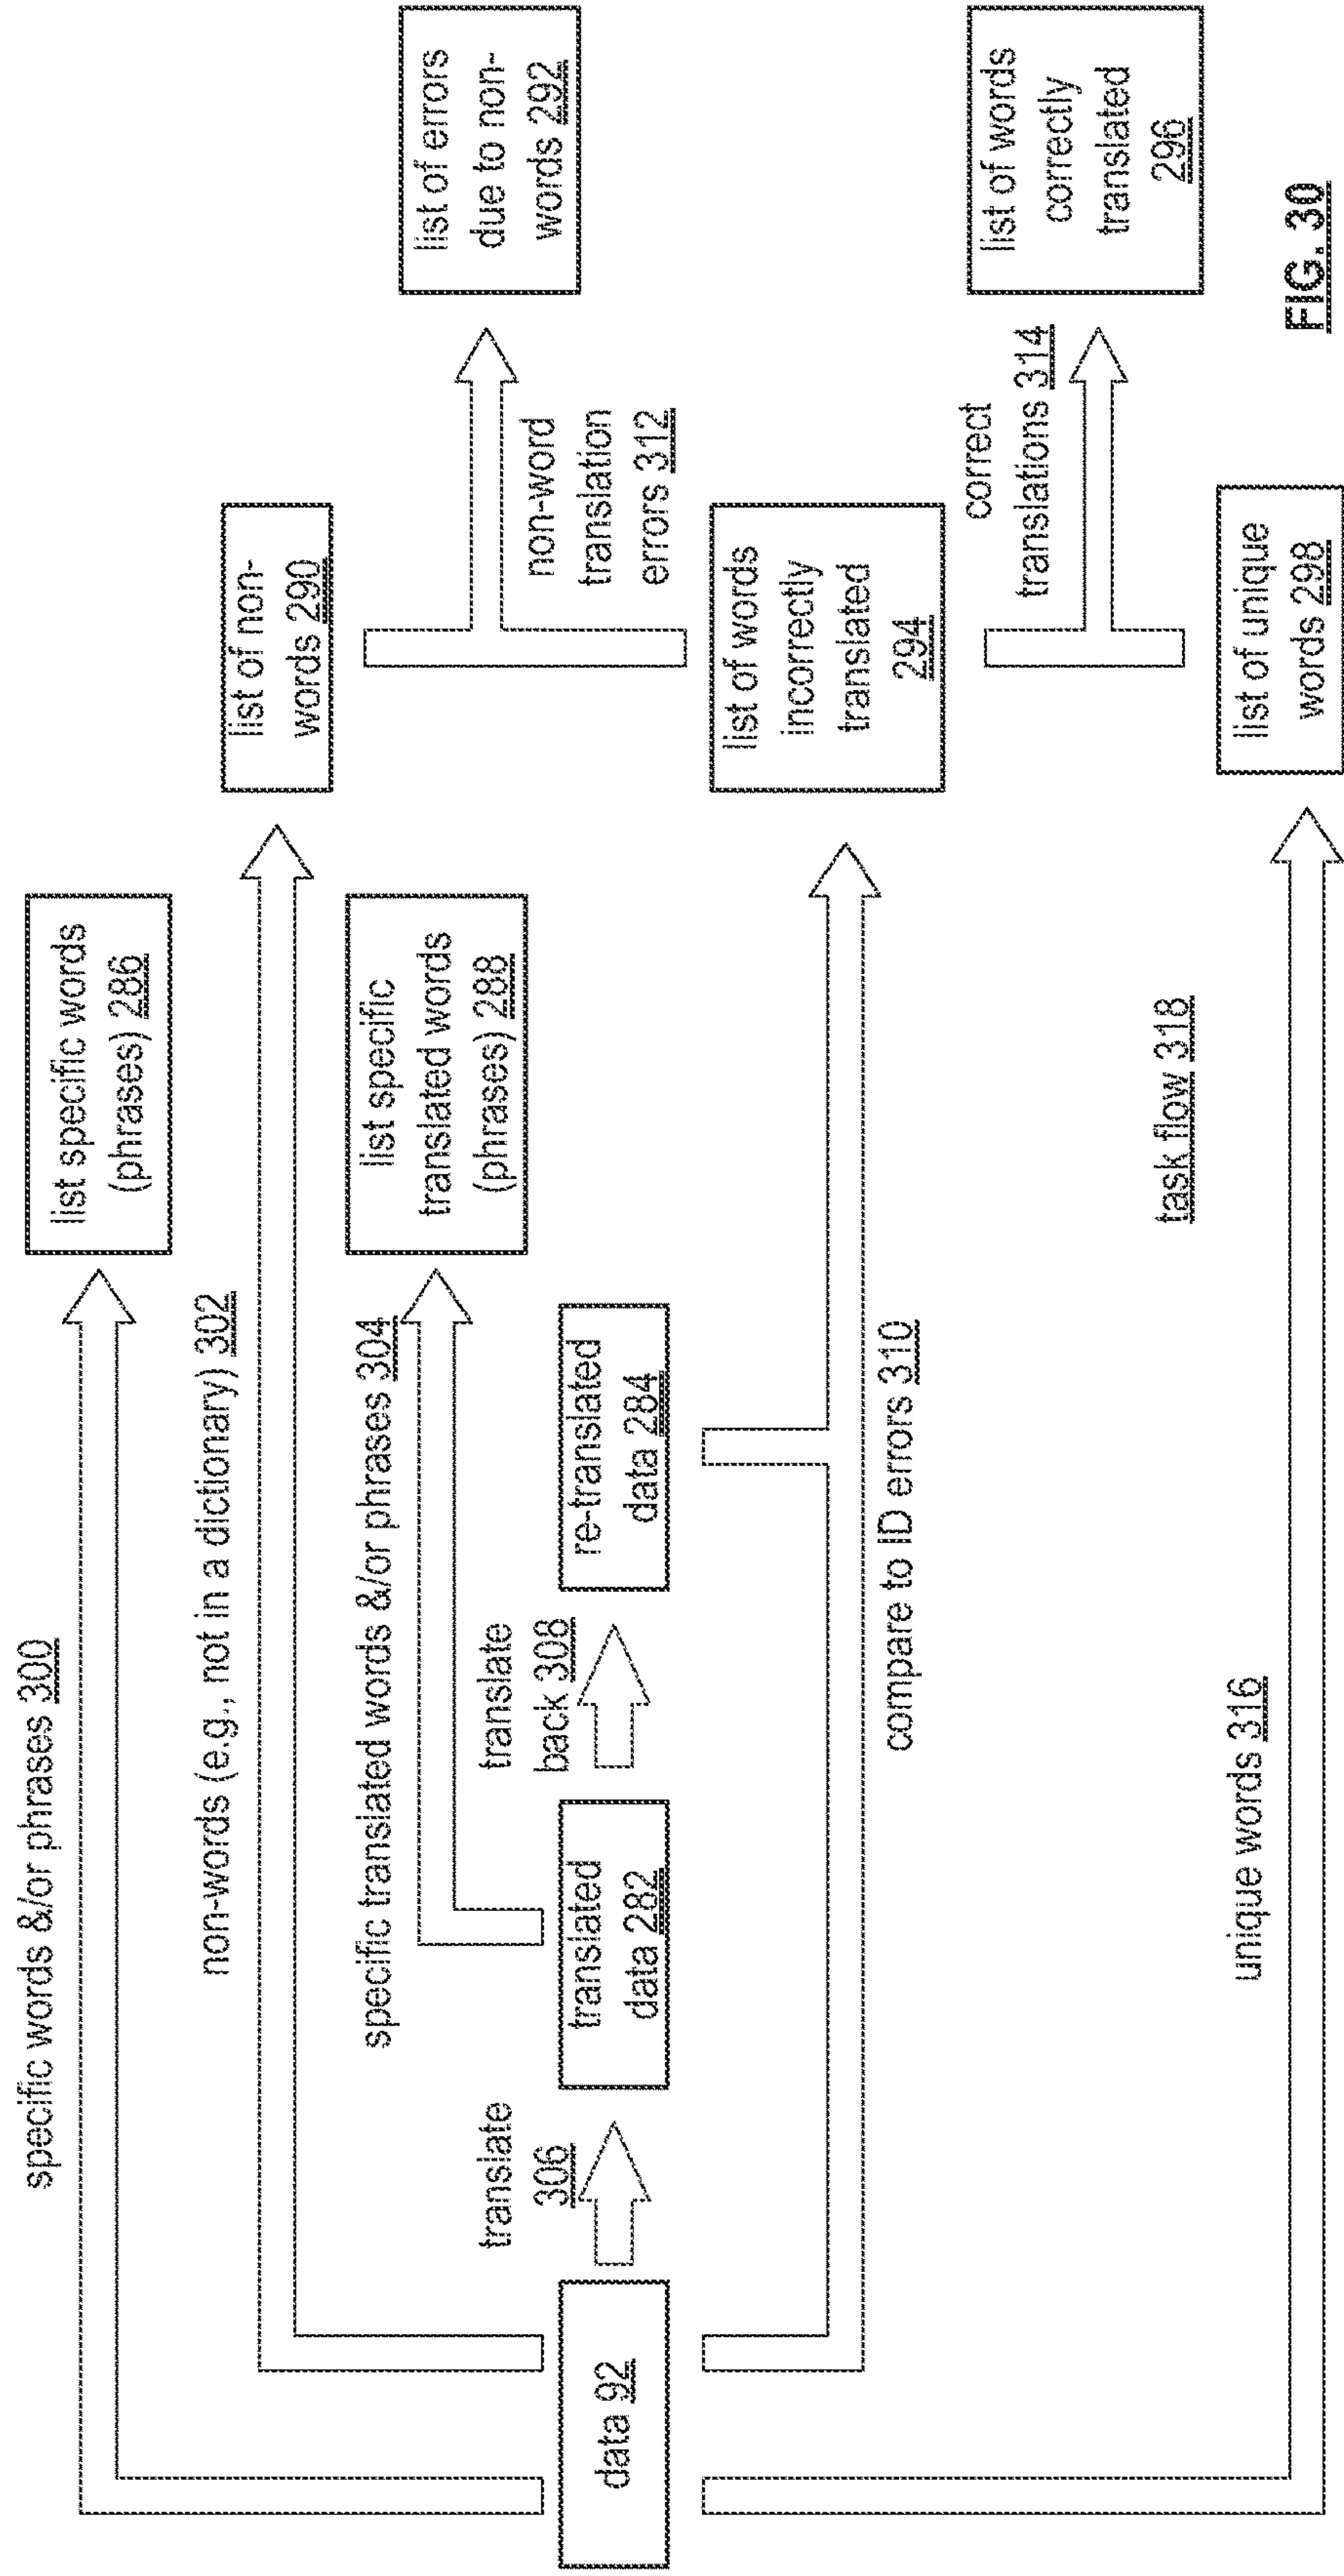 specific words &/or phrases 300
list specific words
(phrases) 286
non-words (e.g., not in a dictionary) 302
list of non-
words 290
specific translated words &/or phrases 304
list specific
translated words
(phrases) 288
list of errors
due to non-
words 292
non-word
translation
errors 312
translate
306
translate
back 308
data 92
translated
data 282
re-translated
data 284
compare to ID errors 310
list of words
incorrectly
translated
294
correct
translations 314
list of words
correctly
translated
296
task flow 318
unique words 316
list of unique
words 298
FIG. 30